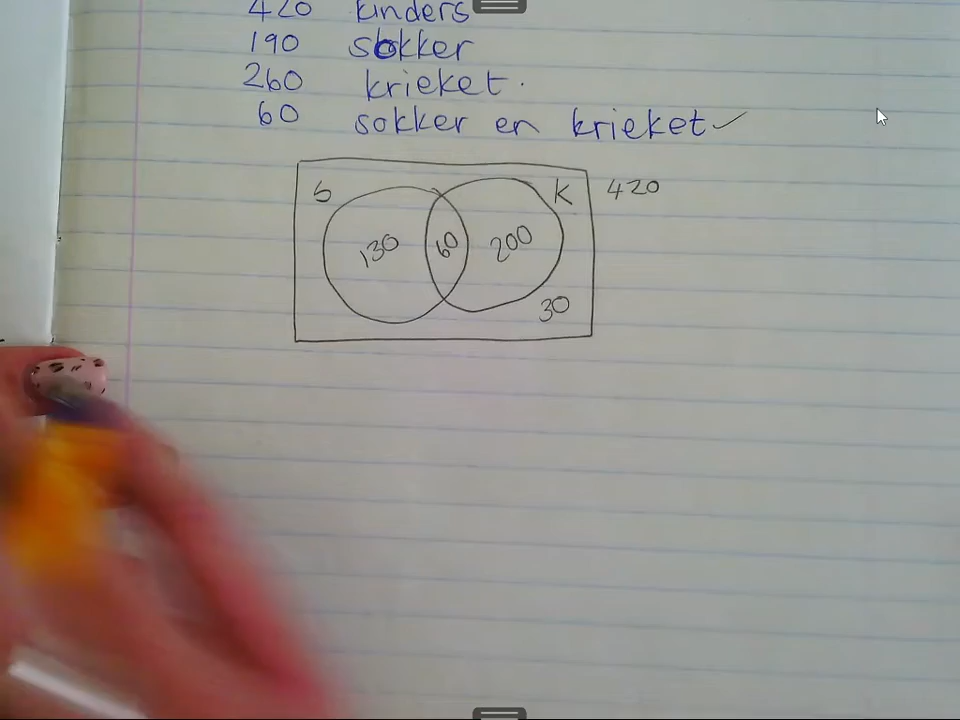 420 kinders
190 sokker
260 krieket.
60 sokker en krieket ✓
S K 420
130 60 200
30